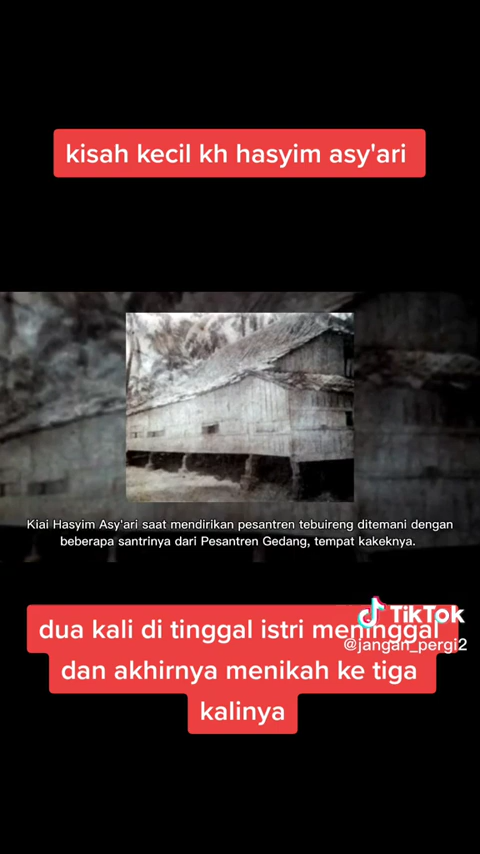 kisah kecil kh hasyim asy'ari
Kiai Hasyim Asy'ari saat mendirikan pesantren tebuireng ditemani dengan
beberapa santrinya dari Pesantren Gedang, tempat kakeknya.
TikTok
dua kali di tinggal istri meninggal
@jangan_pergi2
dan akhirnya menikah ke tiga
kalinya